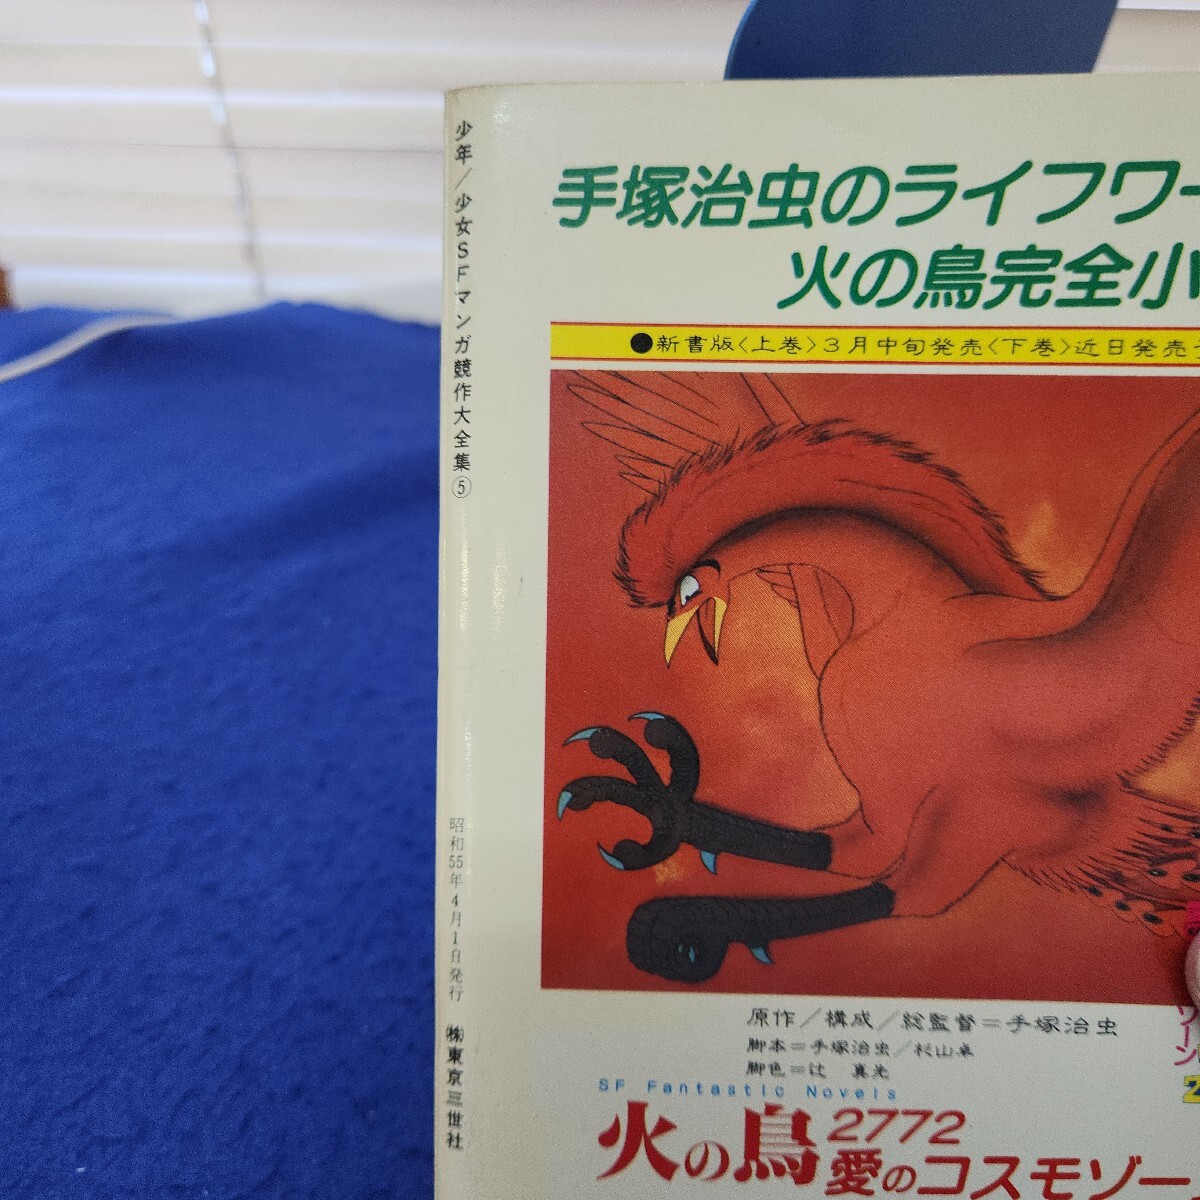 少年／少女SFマンガ競作大全集⑤
昭和55年4月1日発行
㈱東京三世社
手塚治虫のライフワー
火の鳥完全小
●新書版〈上巻〉3月中旬発売〈下巻〉近日発売
原作／構成／総監督＝手塚治虫
脚本＝手塚治虫／杉山卓
脚色＝辻 真先
SF Fantastic Novels
火の鳥2772
愛のコスモゾー
ワーン